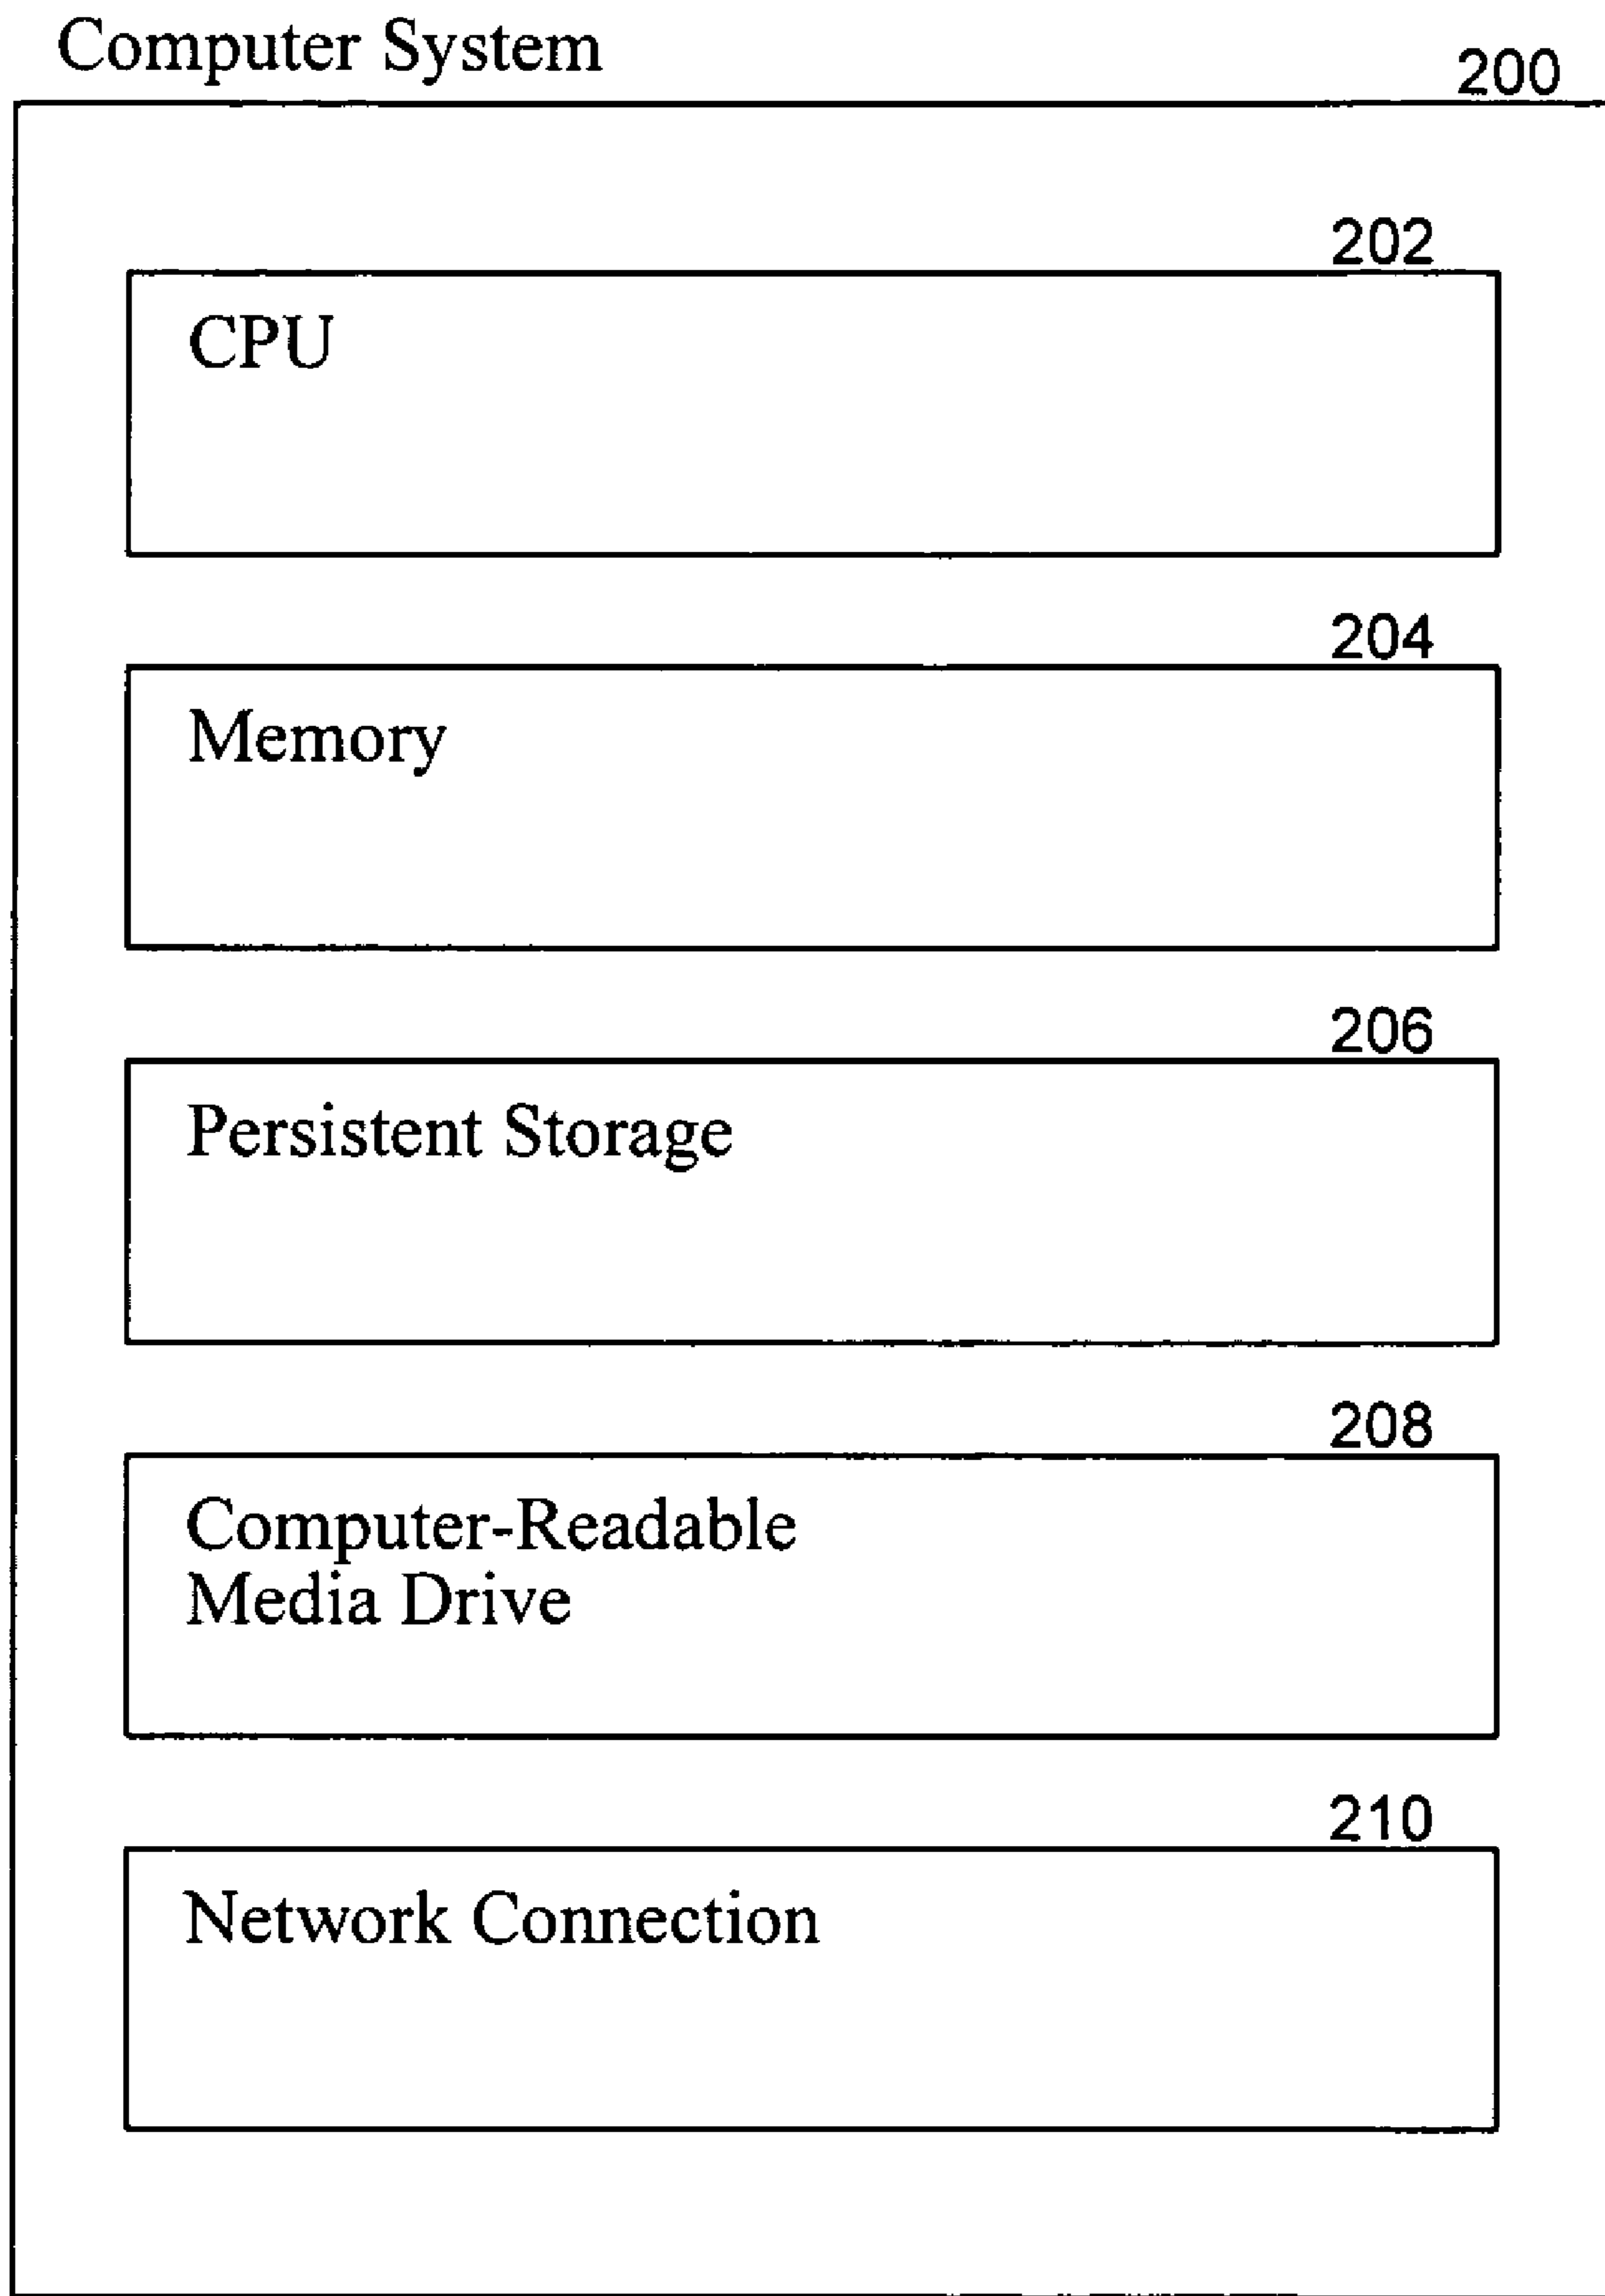 Computer System
200
202
CPU
204
Memory
206
Persistent Storage
208
Computer-Readable
Media Drive
210
Network Connection